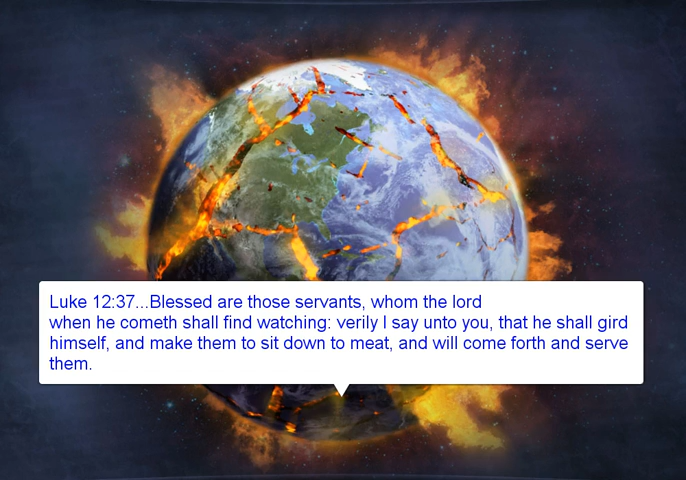 Luke 12:37...Blessed are those servants, whom the lord
when he cometh shall find watching: verily I say unto you, that he shall gird
himself, and make them to sit down to meat, and will come forth and serve
them.